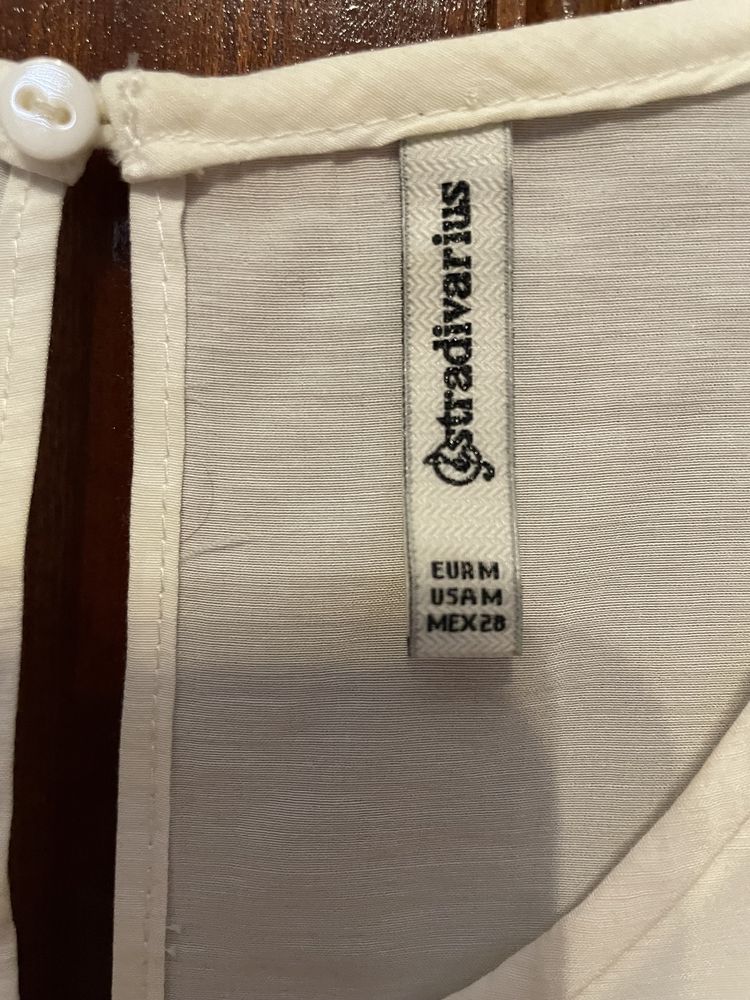 stradivarius
EUR M
USA M
MEX 28